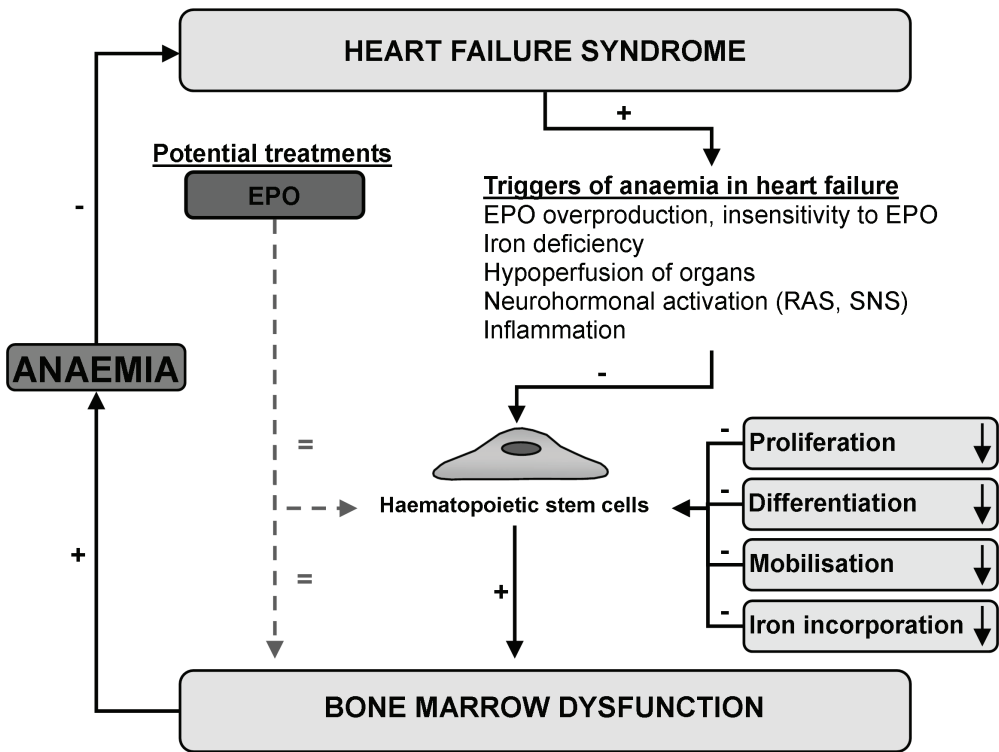 HEART FAILURE SYNDROME
+
Potential treatments
EPO
-
Triggers of anaemia in heart failure
EPO overproduction, insensitivity to EPO
Iron deficiency
Hypoperfusion of organs
Neurohormonal activation (RAS, SNS)
Inflammation
ANAEMIA
-
=
Haematopoietic stem cells
- Proliferation
- Differentiation
- Mobilisation
- Iron incorporation
+
=
+
BONE MARROW DYSFUNCTION